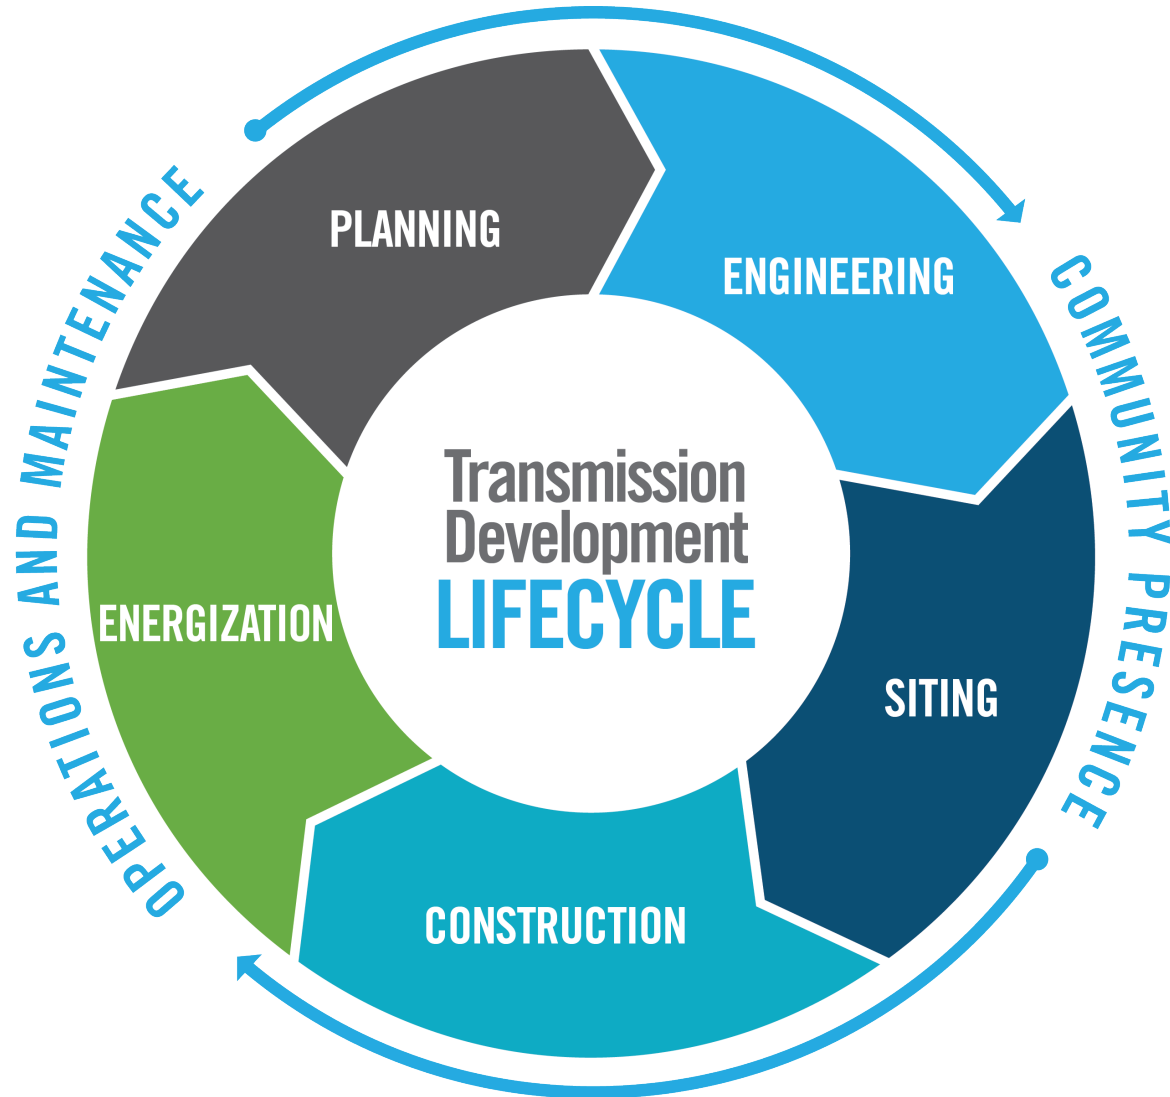 PLANNING
ENGINEERING
SITING
CONSTRUCTION
ENERGIZATION
Transmission
Development
LIFECYCLE
COMMUNITY PRESENCE
OPERATIONS AND MAINTENANCE